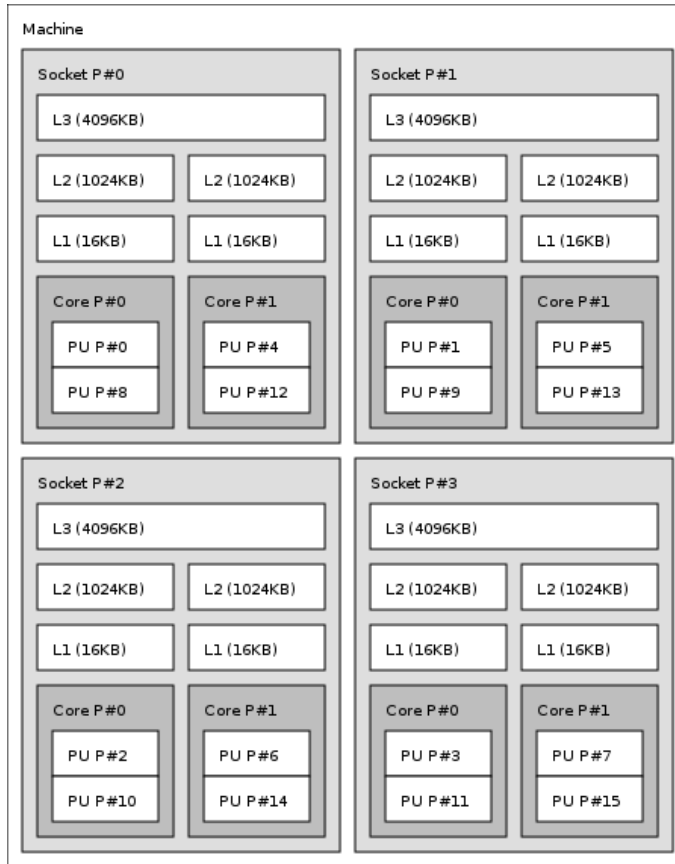 Machine
Socket P#0
L3 (4096KB)
L2 (1024KB) L2 (1024KB)
L1 (16KB) L1 (16KB)
Core P#0 Core P#1
PU P#0 PU P#4
PU P#8 PU P#12
Socket P#1
L3 (4096KB)
L2 (1024KB) L2 (1024KB)
L1 (16KB) L1 (16KB)
Core P#0 Core P#1
PU P#1 PU P#5
PU P#9 PU P#13
Socket P#2
L3 (4096KB)
L2 (1024KB) L2 (1024KB)
L1 (16KB) L1 (16KB)
Core P#0 Core P#1
PU P#2 PU P#6
PU P#10 PU P#14
Socket P#3
L3 (4096KB)
L2 (1024KB) L2 (1024KB)
L1 (16KB) L1 (16KB)
Core P#0 Core P#1
PU P#3 PU P#7
PU P#11 PU P#15